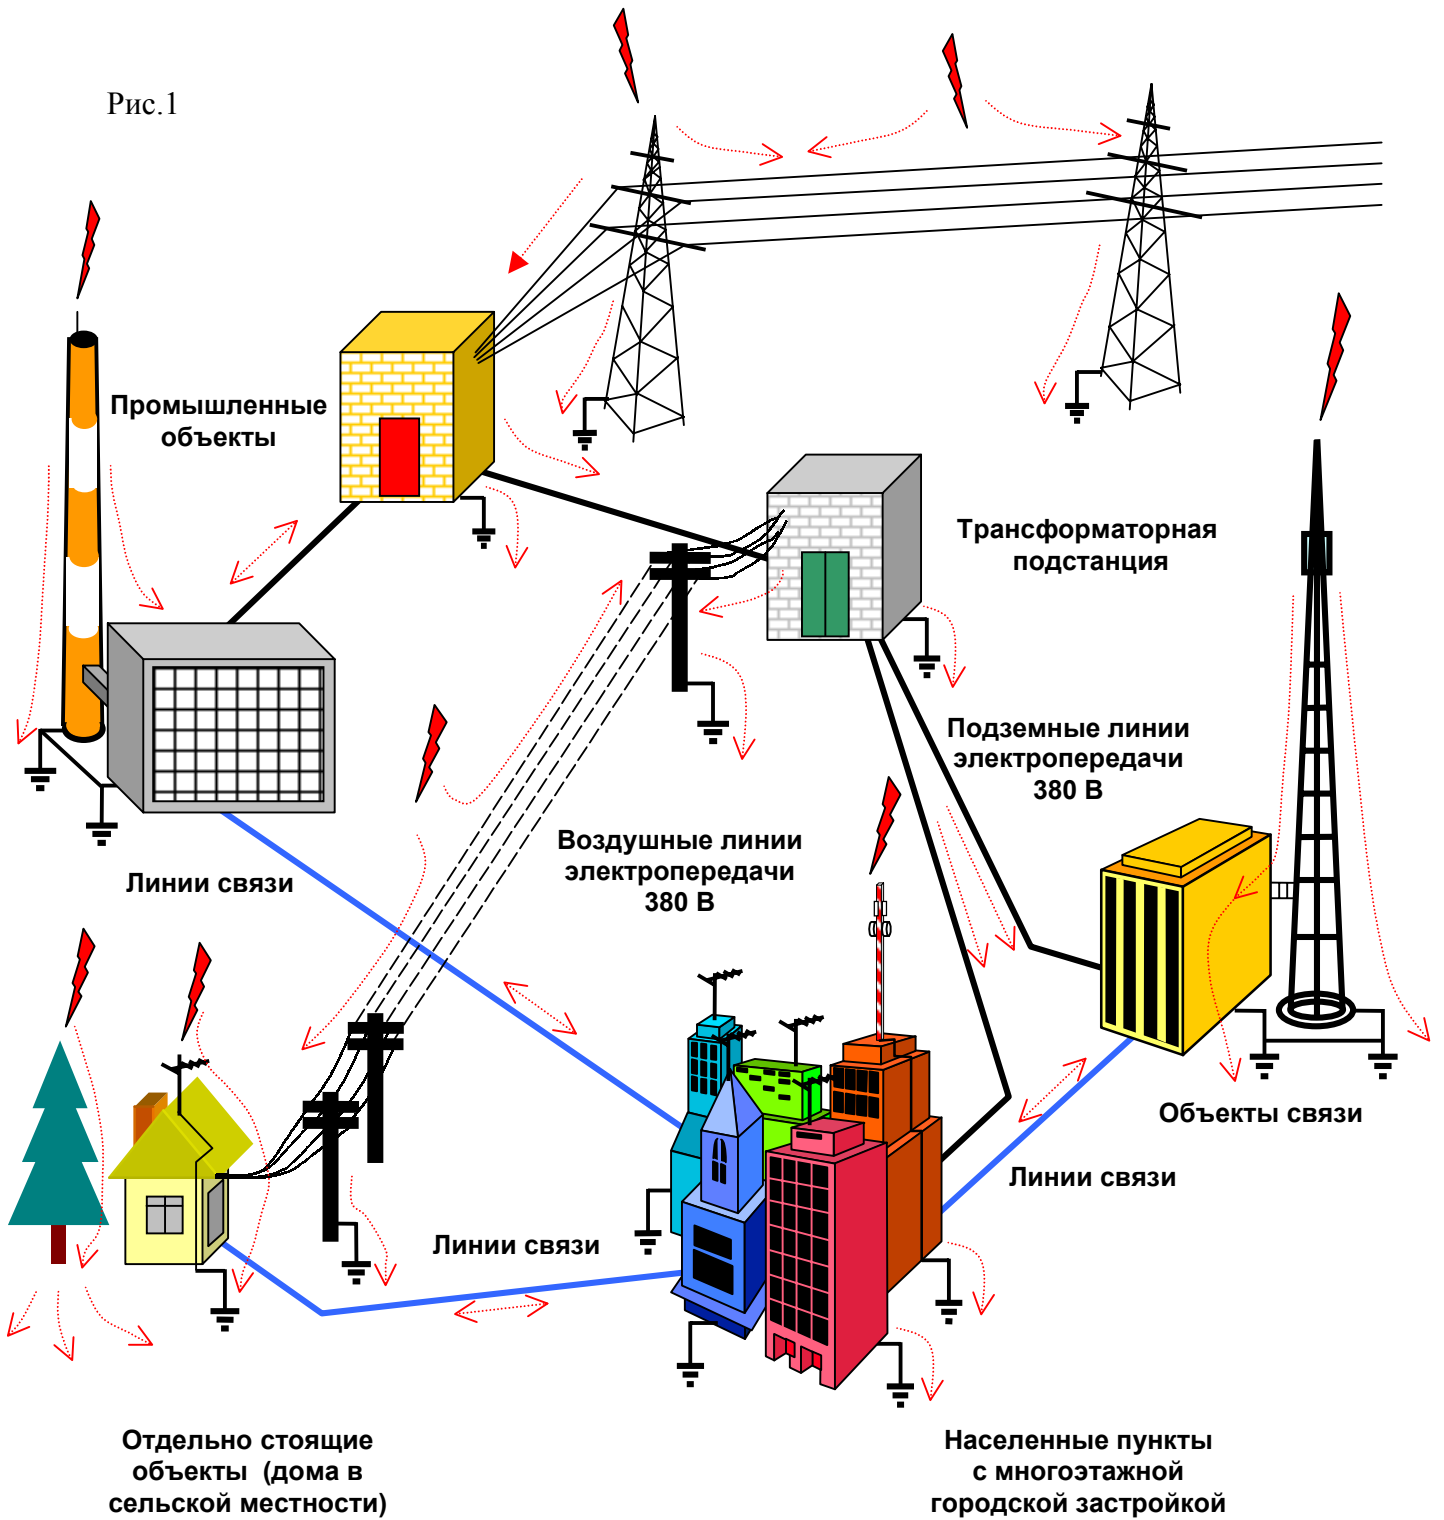 Рис.1
Промышленные
объекты
Трансформаторная
подстанция
Подземные линии
электропередачи
380 В
Воздушные линии
электропередачи
380 В
Линии связи
Объекты связи
Линии связи
Линии связи
Отдельно стоящие
объекты (дома в
сельской местности)
Населенные пункты
с многоэтажной
городской застройкой